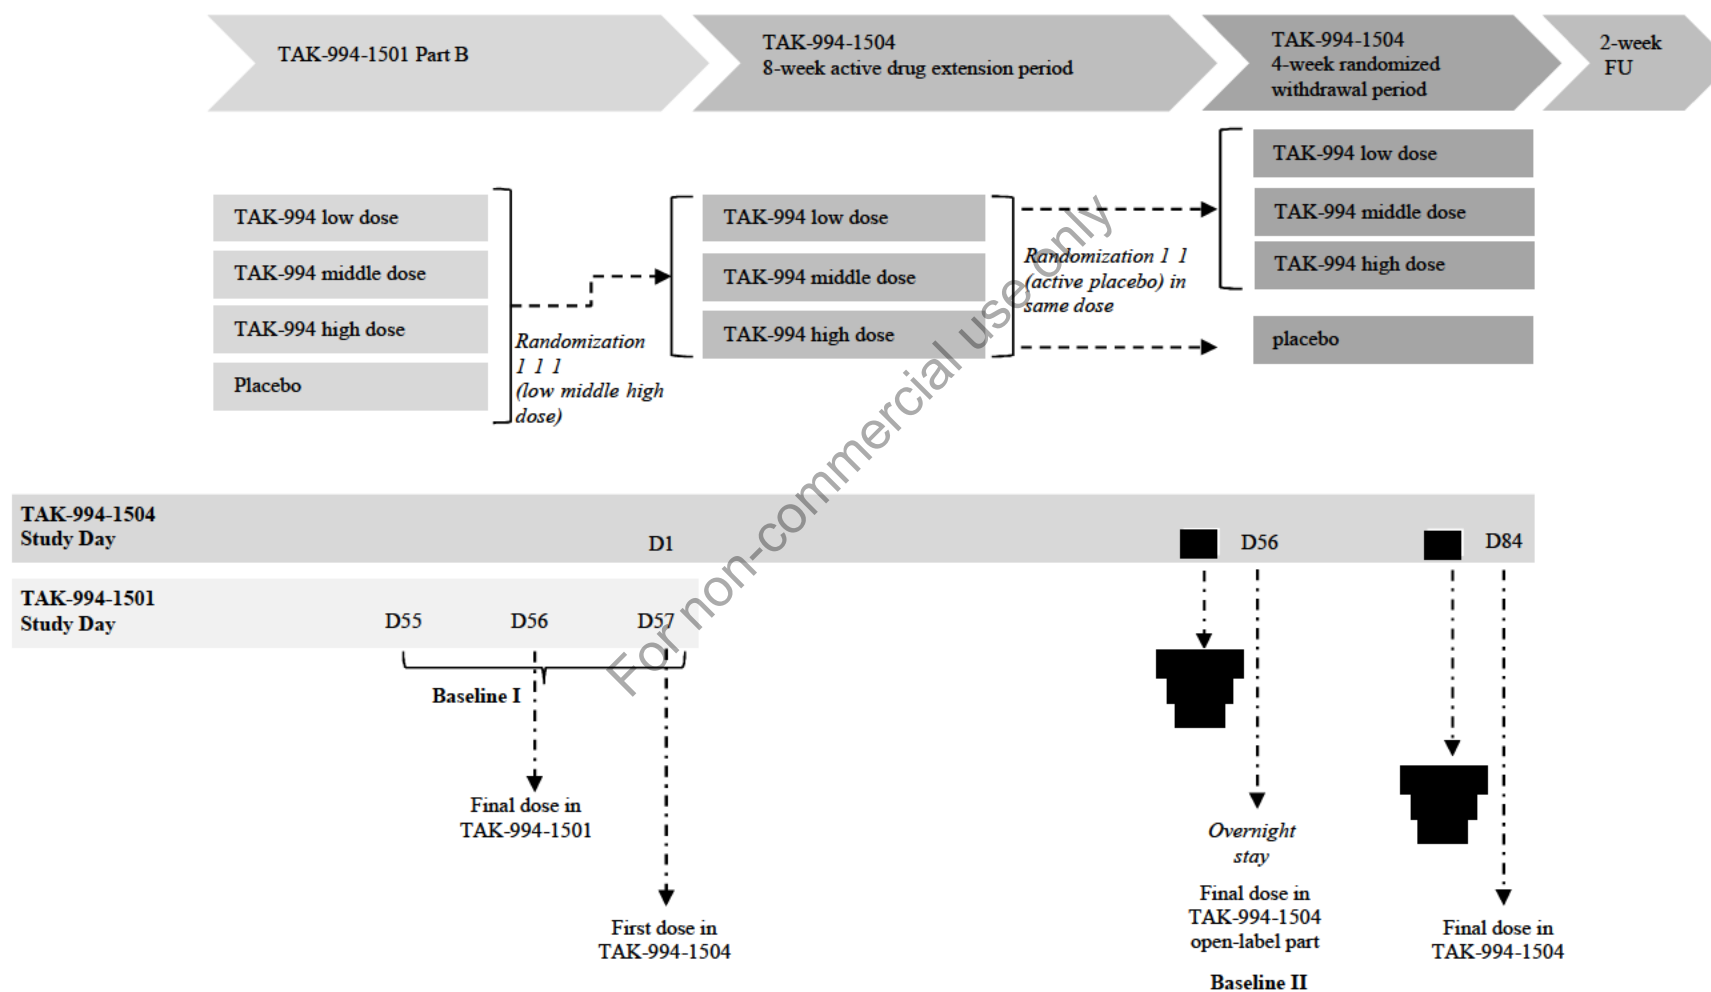 TAK-994-1501 Part B
TAK-994-1504
8-week active drug extension period
TAK-994-1504
4-week randomized
withdrawal period
2-week
FU
TAK-994 low dose
TAK-994 middle dose
TAK-994 high dose
Placebo
Randomization
1 1 1
(low middle high
dose)
TAK-994 low dose
TAK-994 middle dose
TAK-994 high dose
Randomization 1 1
(active placebo) in
same dose
TAK-994 low dose
TAK-994 middle dose
TAK-994 high dose
placebo
For non-commercial use only
TAK-994-1504
Study Day
D1
D56
D84
TAK-994-1501
Study Day
D55
D56
D57
Baseline I
Final dose in
TAK-994-1501
First dose in
TAK-994-1504
Overnight
stay
Final dose in
TAK-994-1504
open-label part
Baseline II
Final dose in
TAK-994-1504